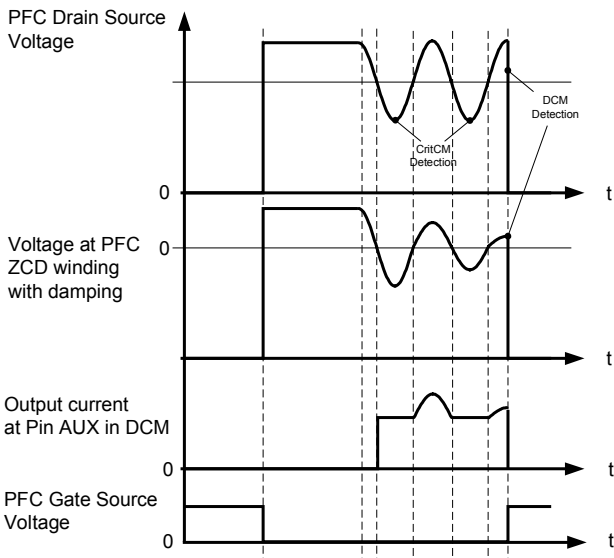 PFC Drain Source
Voltage
DCM
Detection
CritCM
Detection
0
t
Voltage at PFC
ZCD winding
with damping
0
t
Output current
at Pin AUX in DCM
0
t
PFC Gate Source
Voltage
0
t